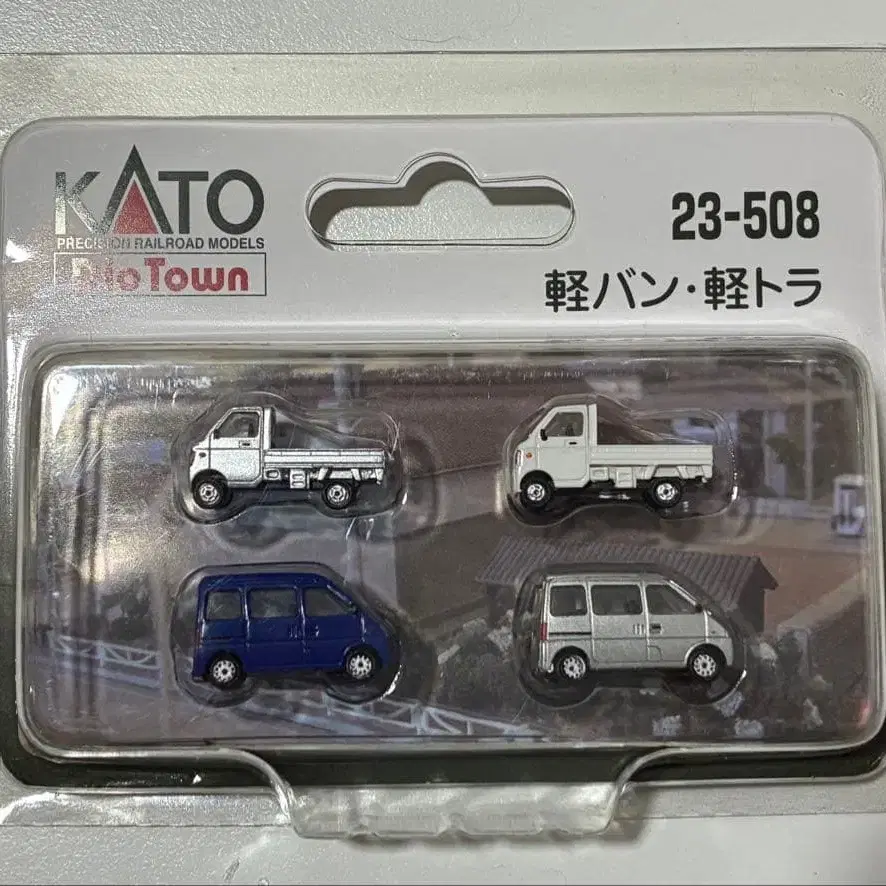 KATO
PRECISION RAILROAD MODELS
DioTown
23-508
軽バン・軽トラ